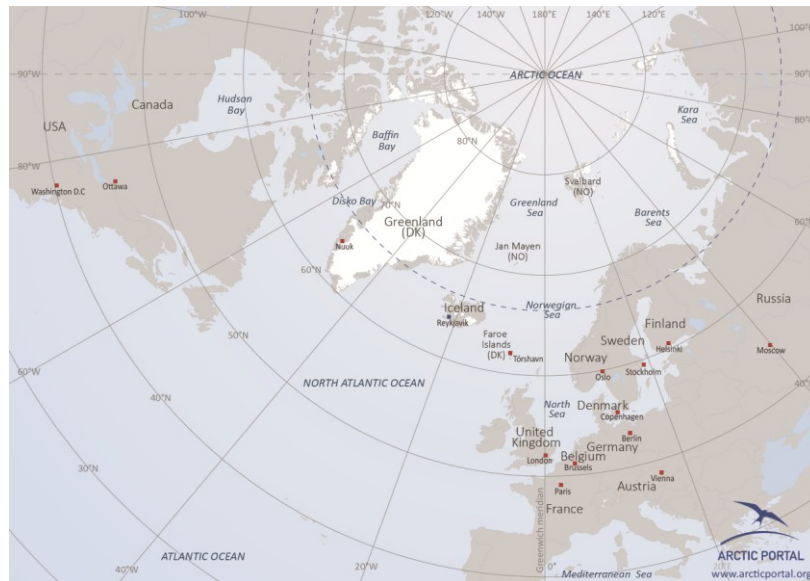 120°W
140°W
160°W
180°E
160°E
140°E
120°E
100°W
100°E
90°W
ARCTIC OCEAN
90°E
Canada
Hudson
Bay
Kara
Sea
80°E
USA
Baffin
Bay
80°N
80°W
Washington D.C
Ottawa
Disko Bay
70°N
Svalbard
(NO)
Greenland
Sea
Barents
Sea
60°E
Greenland
(DK)
Nuuk
Jan Mayen
(NO)
60°N
Russia
Iceland
Reykjavik
Norwegian
Sea
Finland
Helsinki
Moscow
50°N
Faroe
Islands
(DK)
Tórshavn
Sweden
Stockholm
Norway
Oslo
60°W
NORTH ATLANTIC OCEAN
40°N
North
Sea
Denmark
Copenhagen
United
Kingdom
London
Germany
Berlin
Belgium
Brussels
30°N
Paris
France
Austria
Vienna
Greenwich meridian
ATLANTIC OCEAN
40°W
20°W
0°
Mediterranean Sea
20°E
ARCTIC PORTAL
www.arcticportal.org